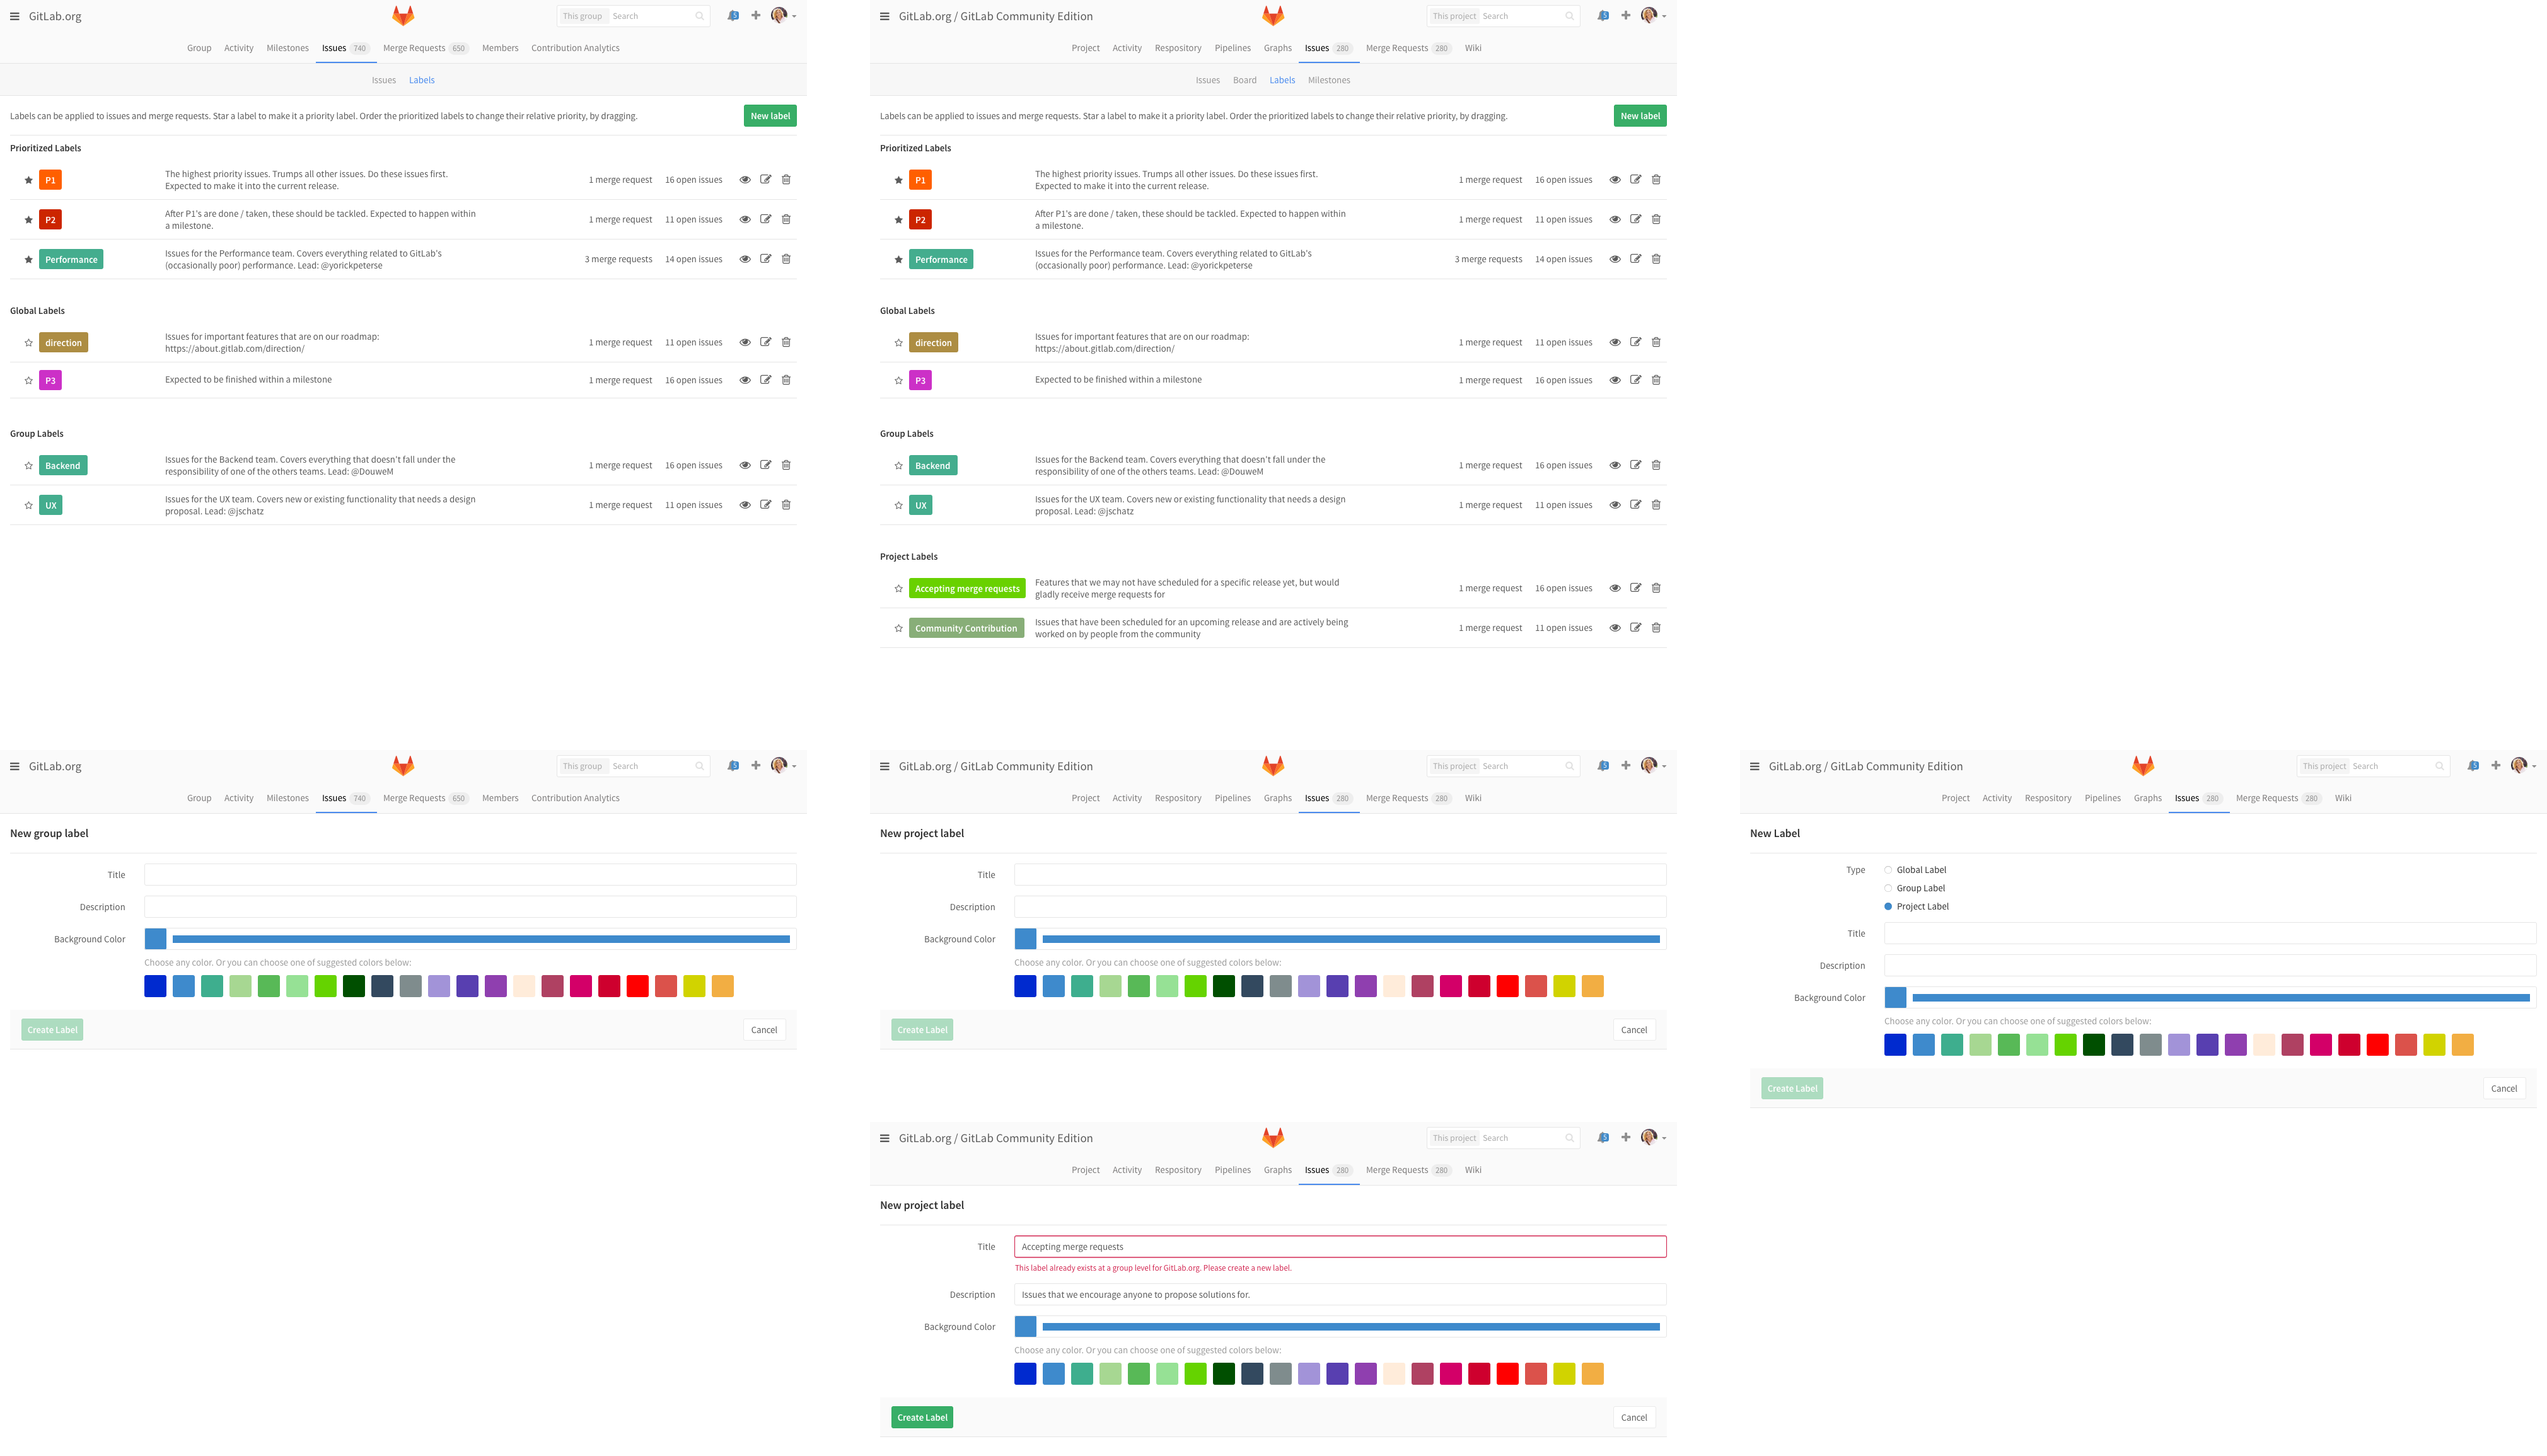 GitLab.org
This group Search
Group Activity Milestones Issues 740 Merge Requests 650 Members Contribution Analytics
Issues Labels
Labels can be applied to issues and merge requests. Star a label to make it a priority label. Order the prioritized labels to change their relative priority, by dragging. New label
Prioritized Labels
P1 The highest priority issues. Trumps all other issues. Do these issues first. 1 merge request 16 open issues
Expected to make it into the current release.
P2 After P1's are done / taken, these should be tackled. Expected to happen within 1 merge request 11 open issues
a milestone.
Performance Issues for the Performance team. Covers everything related to GitLab's 3 merge requests 14 open issues
(occasionally poor) performance. Lead: @yorickpeterse
Global Labels
direction Issues for important features that are on our roadmap: 1 merge request 11 open issues
https://about.gitlab.com/direction/
P3 Expected to be finished within a milestone 1 merge request 16 open issues
Group Labels
Backend Issues for the Backend team. Covers everything that doesn't fall under the 1 merge request 16 open issues
responsibility of one of the others teams. Lead: @DouweM
UX Issues for the UX team. Covers new or existing functionality that needs a design 1 merge request 11 open issues
proposal. Lead: @jschatz
GitLab.org / GitLab Community Edition
This project Search
Project Activity Respository Pipelines Graphs Issues 280 Merge Requests 280 Wiki
Issues Board Labels Milestones
Labels can be applied to issues and merge requests. Star a label to make it a priority label. Order the prioritized labels to change their relative priority, by dragging. New label
Prioritized Labels
P1 The highest priority issues. Trumps all other issues. Do these issues first. 1 merge request 16 open issues
Expected to make it into the current release.
P2 After P1's are done / taken, these should be tackled. Expected to happen within 1 merge request 11 open issues
a milestone.
Performance Issues for the Performance team. Covers everything related to GitLab's 3 merge requests 14 open issues
(occasionally poor) performance. Lead: @yorickpeterse
Global Labels
direction Issues for important features that are on our roadmap: 1 merge request 11 open issues
https://about.gitlab.com/direction/
P3 Expected to be finished within a milestone 1 merge request 16 open issues
Group Labels
Backend Issues for the Backend team. Covers everything that doesn't fall under the 1 merge request 16 open issues
responsibility of one of the others teams. Lead: @DouweM
UX Issues for the UX team. Covers new or existing functionality that needs a design 1 merge request 11 open issues
proposal. Lead: @jschatz
Project Labels
Accepting merge requests Features that we may not have scheduled for a specific release yet, but would 1 merge request 16 open issues
gladly receive merge requests for
Community Contribution Issues that have been scheduled for an upcoming release and are actively being 1 merge request 11 open issues
worked on by people from the community
GitLab.org
This group Search
Group Activity Milestones Issues 740 Merge Requests 650 Members Contribution Analytics
New group label
Title
Description
Background Color
Choose any color. Or you can choose one of suggested colors below:
Create Label Cancel
GitLab.org / GitLab Community Edition
This project Search
Project Activity Respository Pipelines Graphs Issues 280 Merge Requests 280 Wiki
New project label
Title
Description
Background Color
Choose any color. Or you can choose one of suggested colors below:
Create Label Cancel
GitLab.org / GitLab Community Edition
This project Search
Project Activity Respository Pipelines Graphs Issues 280 Merge Requests 280 Wiki
New Label
Type Global Label
Group Label
Project Label
Title
Description
Background Color
Choose any color. Or you can choose one of suggested colors below:
Create Label Cancel
GitLab.org / GitLab Community Edition
This project Search
Project Activity Respository Pipelines Graphs Issues 280 Merge Requests 280 Wiki
New project label
Title Accepting merge requests
This label already exists at a group level for GitLab.org. Please create a new label.
Description Issues that we encourage anyone to propose solutions for.
Background Color
Choose any color. Or you can choose one of suggested colors below:
Create Label Cancel